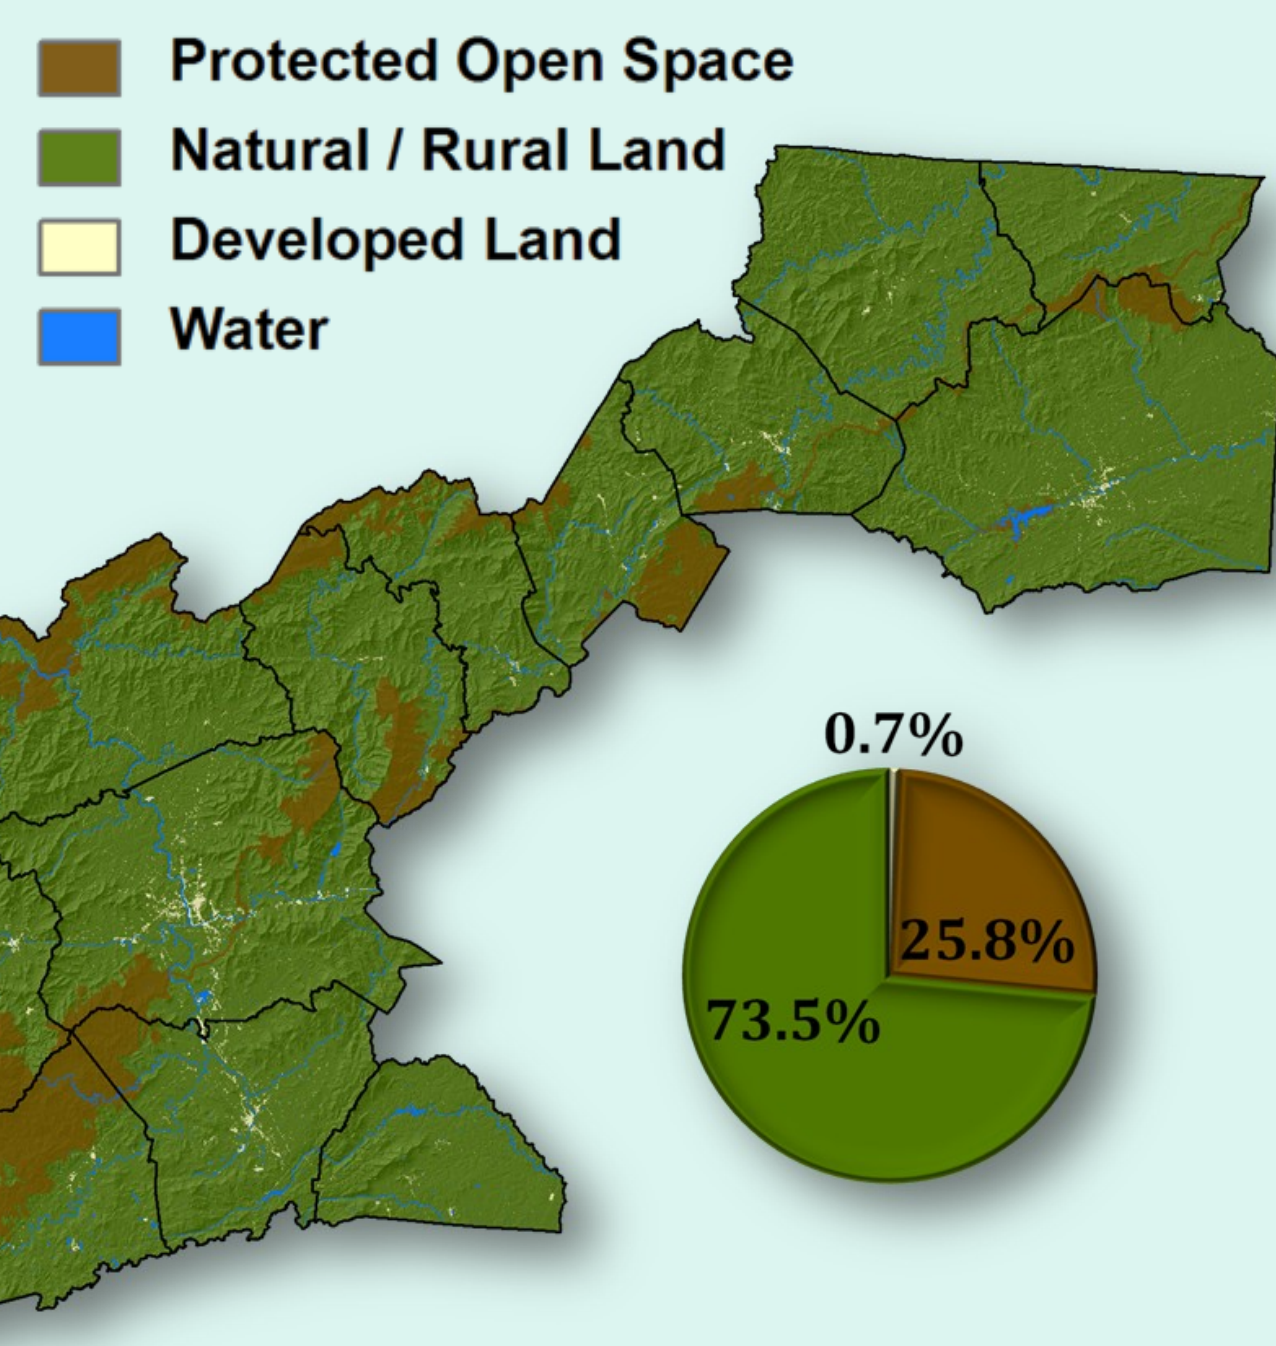 Protected Open Space
Natural / Rural Land
Developed Land
Water
0.7%
25.8%
73.5%